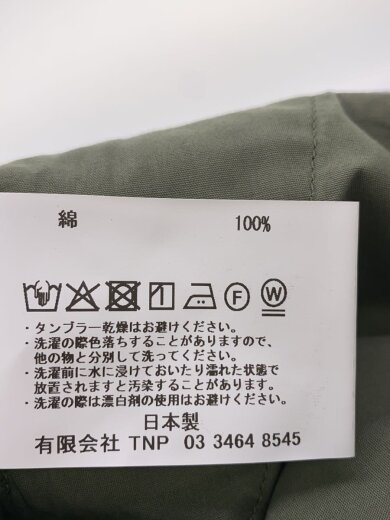 綿 100%
F W
・タンブラー乾燥はお避けください。
・洗濯の際色落ちすることがありますので、
他の物と分別して洗ってください。
・洗濯前に水に浸けておいたり濡れた状態で
放置されますと汚染することがあります。
・洗濯の際は漂白剤の使用はお避けください。
日本製
有限会社 TNP 03 3464 8545